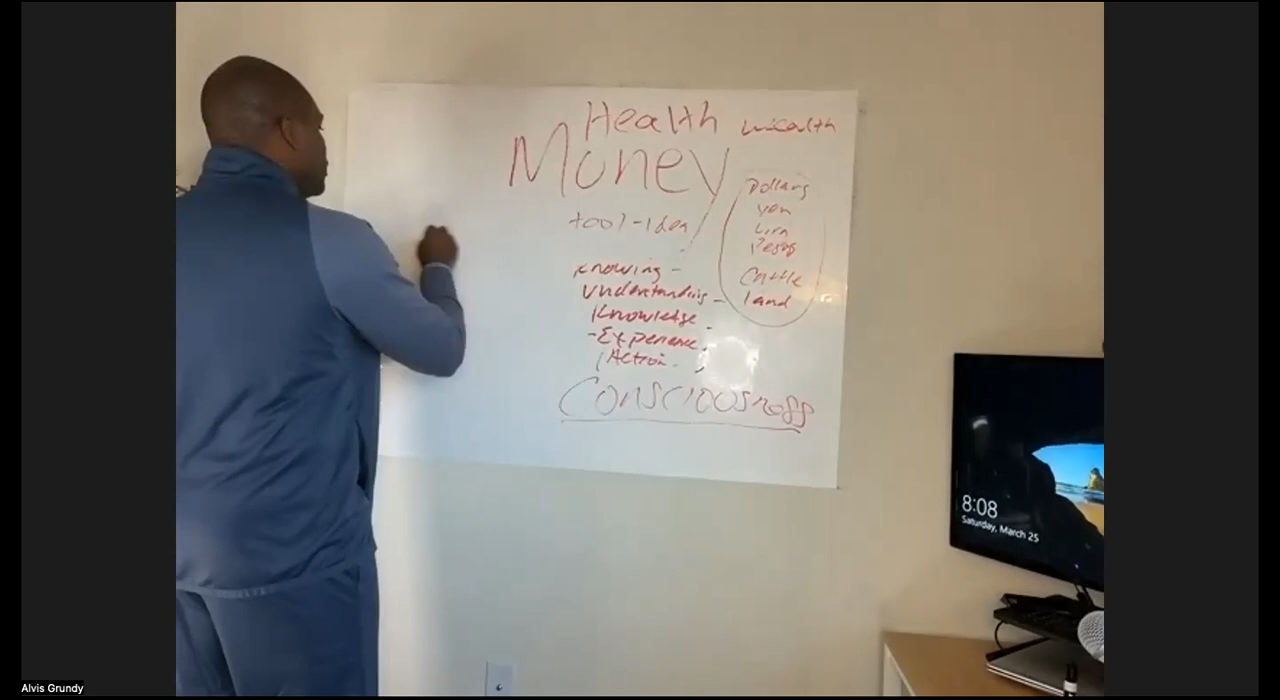 Health wealth
Money
Dollars
yen
Lira
Pesos
Cattle
land
tool-idea
Knowing -
Understanding -
Knowledge
- Experience
Action
Consciousness
8:08
Saturday, March 25
Alvis Grundy